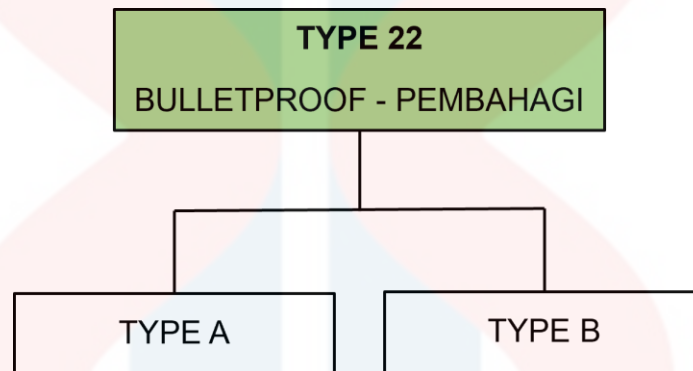 TYPE 22
BULLETPROOF - PEMBAHAGI
TYPE A
TYPE B